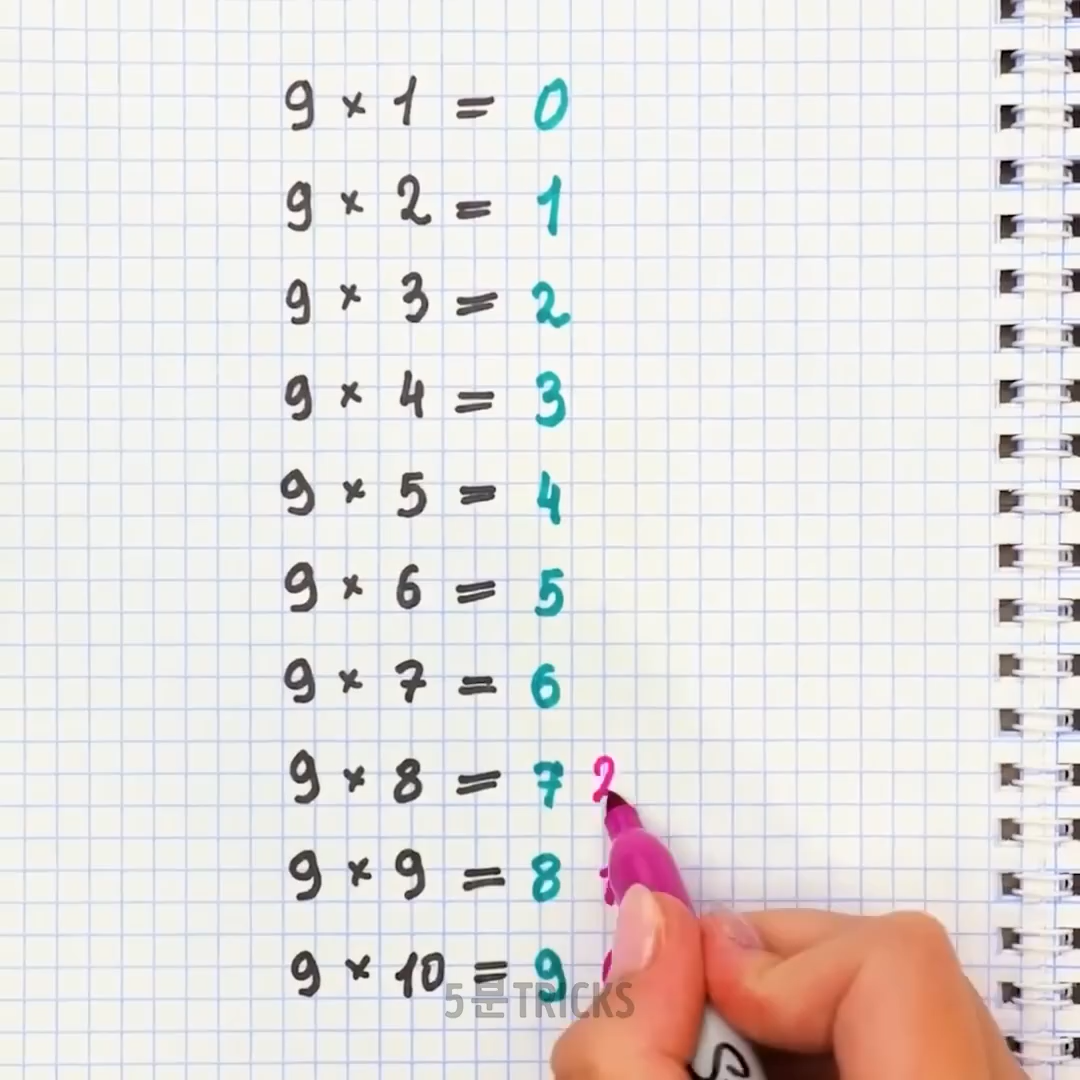 9 × 1 = 0
9 × 2 = 1
9 × 3 = 2
9 × 4 = 3
9 × 5 = 4
9 × 6 = 5
9 × 7 = 6
9 × 8 = 7 2
9 × 9 = 8
9 × 10 = 9
5분TRICKS